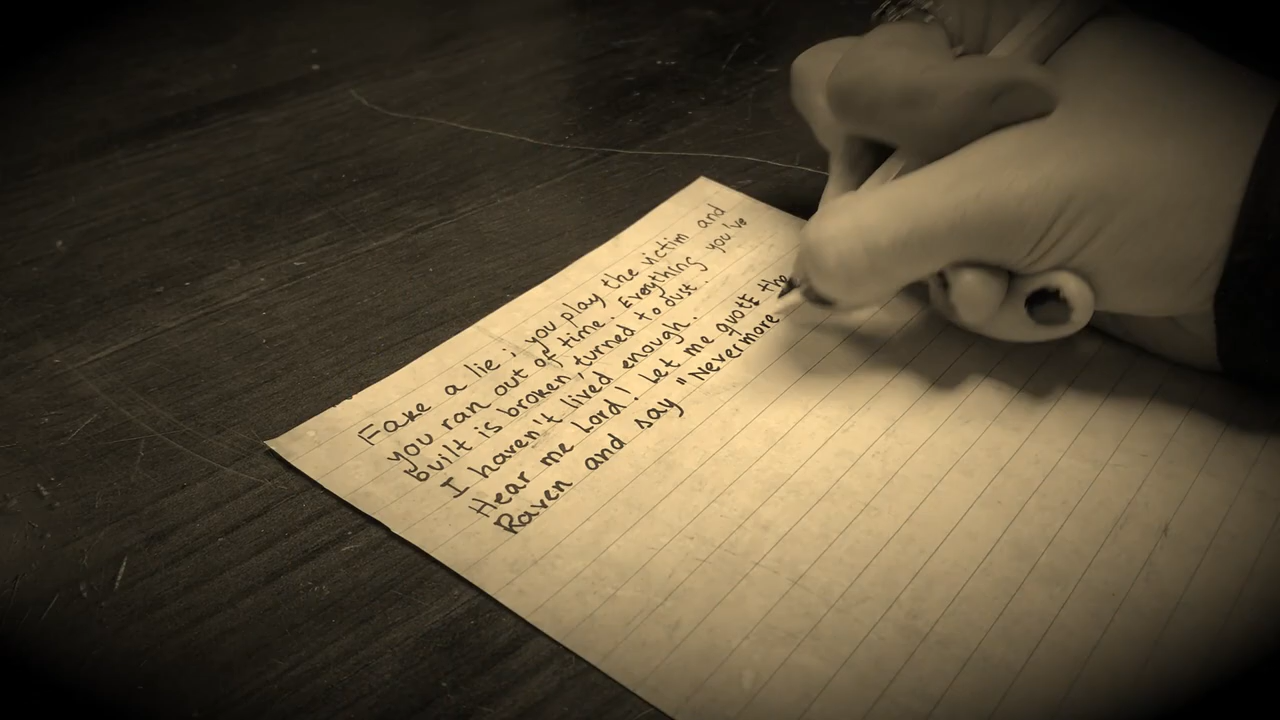 Fake a lie ; you play the victim and
you ran out of time. Everything you've
built is broken, turned to dust.
I haven't lived enough.
Hear me Lord! Let me quote the
Raven and say "Nevermore